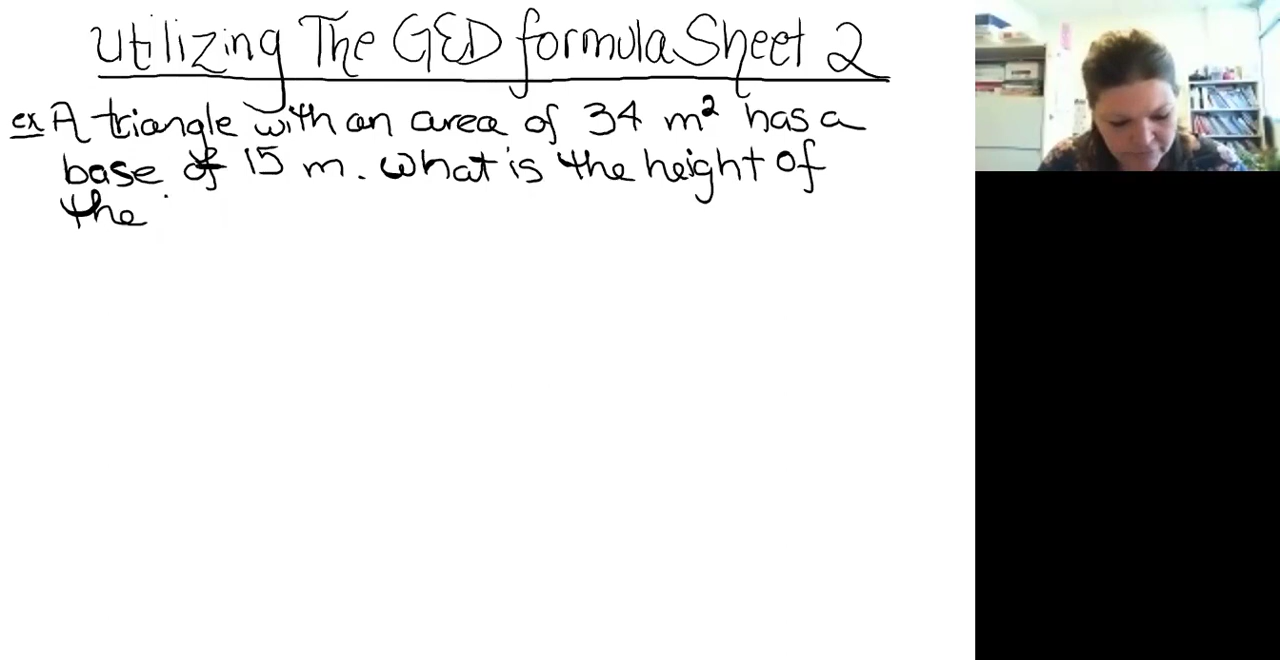 Utilizing The GED formula Sheet 2
ex A triangle with an area of 34 m² has a
base of 15 m. What is the height of
the